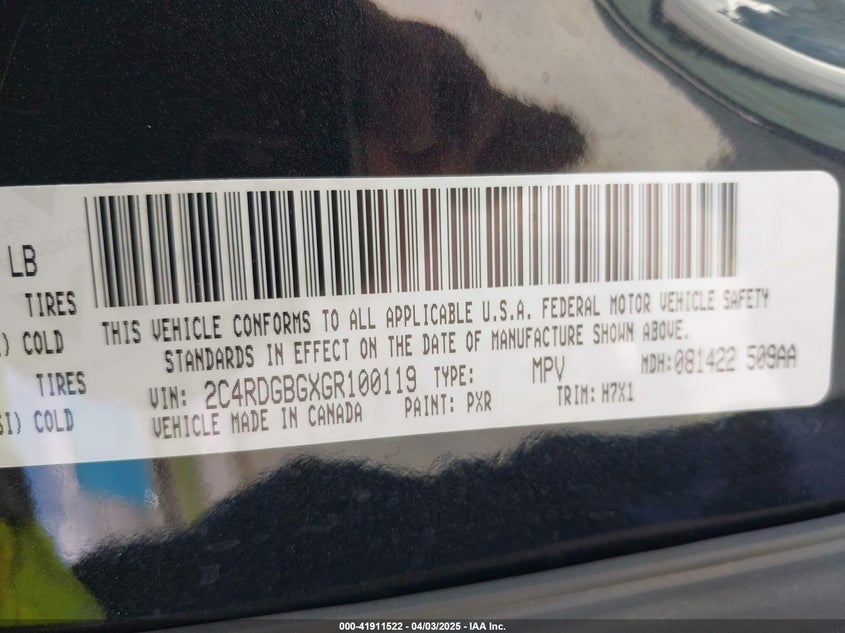 LB
TIRES
COLD
TIRES
COLD
THIS VEHICLE CONFORMS TO ALL APPLICABLE U.S.A. FEDERAL MOTOR VEHICLE SAFETY
STANDARDS IN EFFECT ON THE DATE OF MANUFACTURE SHOWN ABOVE.
VIN: 2C4RDGBGXGR100119 TYPE: MPV MDH:081422 509AA
VEHICLE MADE IN CANADA PAINT: PXR TRIM: H7X1
000-41911522 | 04/03/2025 | IAA Inc.